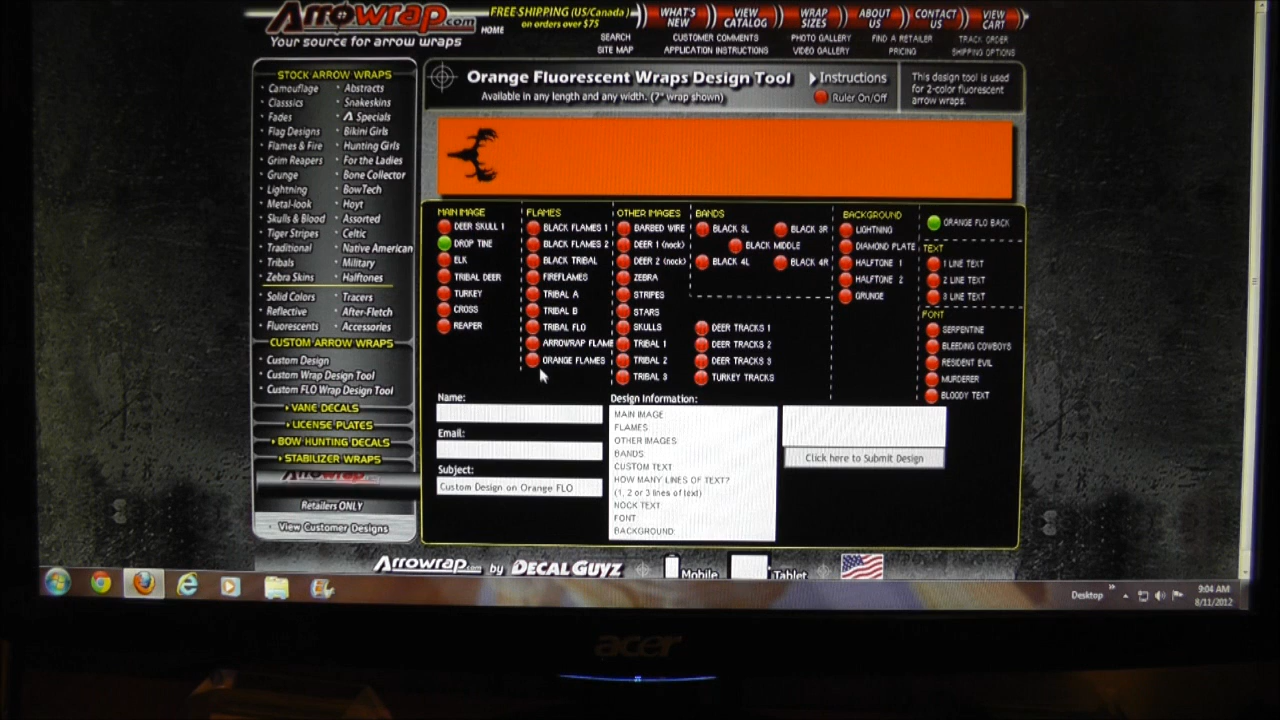 Arrowrap.com
Your source for arrow wraps
FREE SHIPPING (US/Canada)
on orders over $75
HOME
WHAT'S NEW
VIEW CATALOG
WRAP SIZES
ABOUT US
CONTACT US
VIEW CART
SEARCH
CUSTOMER COMMENTS
PHOTO GALLERY
FIND A RETAILER
TRACK ORDER
SITE MAP
APPLICATION INSTRUCTIONS
VIDEO GALLERY
PRICING
SHIPPING OPTIONS
STOCK ARROW WRAPS
Camouflage
Abstracts
Classics
Snakeskins
Fades
Specials
Flag Designs
Bikini Girls
Flames & Fire
Hunting Girls
Grim Reapers
For the Ladies
Grunge
Bone Collector
Lightning
BowTech
Metal-look
Hoyt
Skulls & Blood
Assorted
Tiger Stripes
Celtic
Traditional
Native American
Tribals
Military
Zebra Skins
Halftones
Solid Colors
Tracers
Reflective
After-Fletch
Fluorescents
Accessories
CUSTOM ARROW WRAPS
Custom Design
Custom Wrap Design Tool
Custom FLO Wrap Design Tool
VANE DECALS
LICENSE PLATES
BOW HUNTING DECALS
STABILIZER WRAPS
Arrowrap.com
Retailers ONLY
View Customer Designs
Orange Fluorescent Wraps Design Tool
Available in any length and any width. (7" wrap shown)
Instructions
Ruler On/Off
This design tool is used
for 2-color fluorescent
arrow wraps.
MAIN IMAGE
DEER SKULL 1
DROP TINE
ELK
TRIBAL DEER
TURKEY
CROSS
REAPER
FLAMES
BLACK FLAMES 1
BLACK FLAMES 2
BLACK TRIBAL
FIREFLAMES
TRIBAL A
TRIBAL B
TRIBAL FLO
ARROWRAP FLAME
ORANGE FLAMES
OTHER IMAGES
BARBED WIRE
DEER 1 (nock)
DEER 2 (nock)
ZEBRA
STRIPES
STARS
SKULLS
TRIBAL 1
TRIBAL 2
TRIBAL 3
BANDS
BLACK 3L
BLACK 3R
BLACK MIDDLE
BLACK 4L
BLACK 4R
DEER TRACKS 1
DEER TRACKS 2
DEER TRACKS 3
TURKEY TRACKS
BACKGROUND
LIGHTNING
DIAMOND PLATE
HALFTONE 1
HALFTONE 2
GRUNGE
ORANGE FLO BACK
TEXT
1 LINE TEXT
2 LINE TEXT
3 LINE TEXT
FONT
SERPENTINE
BLEEDING COWBOYS
RESIDENT EVIL
MURDERER
BLOODY TEXT
Name:
Email:
Subject:
Custom Design on Orange FLO
Design Information:
MAIN IMAGE
FLAMES
OTHER IMAGES
BANDS
CUSTOM TEXT
HOW MANY LINES OF TEXT?
(1, 2 or 3 lines of text)
NOCK TEXT
FONT
BACKGROUND:
Click here to Submit Design
Arrowrap.com by DECAL GUYZ
Mobile
Tablet
Desktop
9:04 AM
8/11/2012
acer